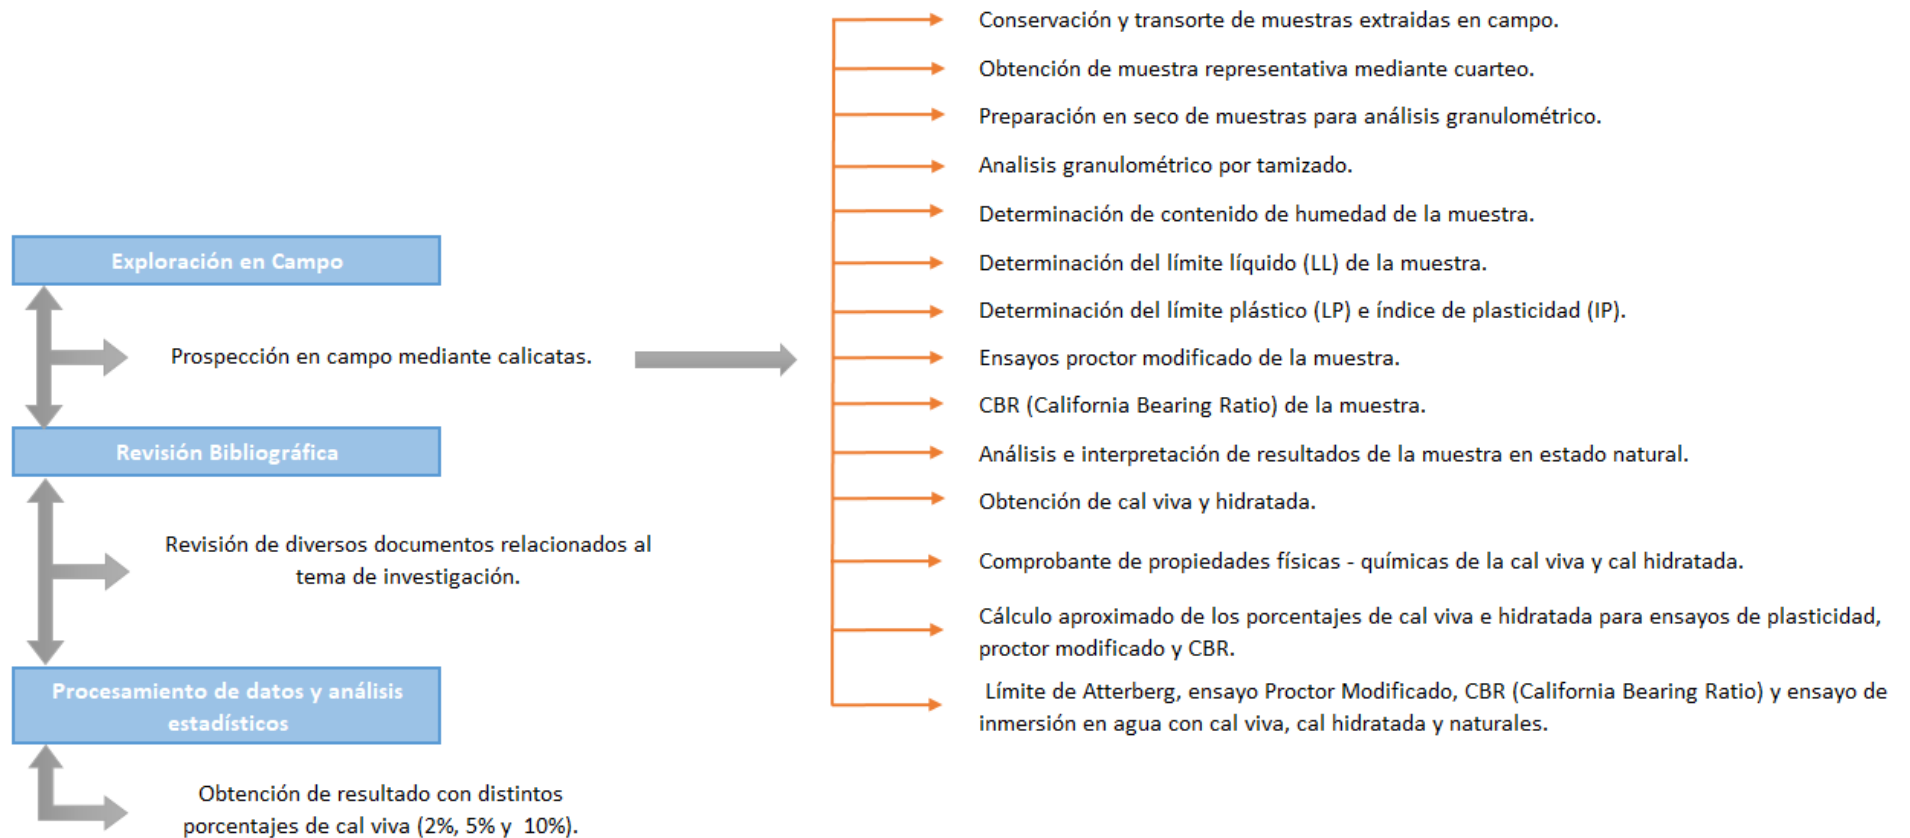 Exploración en Campo
Prospección en campo mediante calicatas.
Revisión Bibliográfica
Revisión de diversos documentos relacionados al
tema de investigación.
Procesamiento de datos y análisis
estadísticos
Obtención de resultado con distintos
porcentajes de cal viva (2%, 5% y 10%).
Conservación y transorte de muestras extraidas en campo.
Obtención de muestra representativa mediante cuarteo.
Preparación en seco de muestras para análisis granulométrico.
Analisis granulométrico por tamizado.
Determinación de contenido de humedad de la muestra.
Determinación del límite líquido (LL) de la muestra.
Determinación del límite plástico (LP) e índice de plasticidad (IP).
Ensayos proctor modificado de la muestra.
CBR (California Bearing Ratio) de la muestra.
Análisis e interpretación de resultados de la muestra en estado natural.
Obtención de cal viva y hidratada.
Comprobante de propiedades físicas - químicas de la cal viva y cal hidratada.
Cálculo aproximado de los porcentajes de cal viva e hidratada para ensayos de plasticidad,
proctor modificado y CBR.
Límite de Atterberg, ensayo Proctor Modificado, CBR (California Bearing Ratio) y ensayo de
inmersión en agua con cal viva, cal hidratada y naturales.